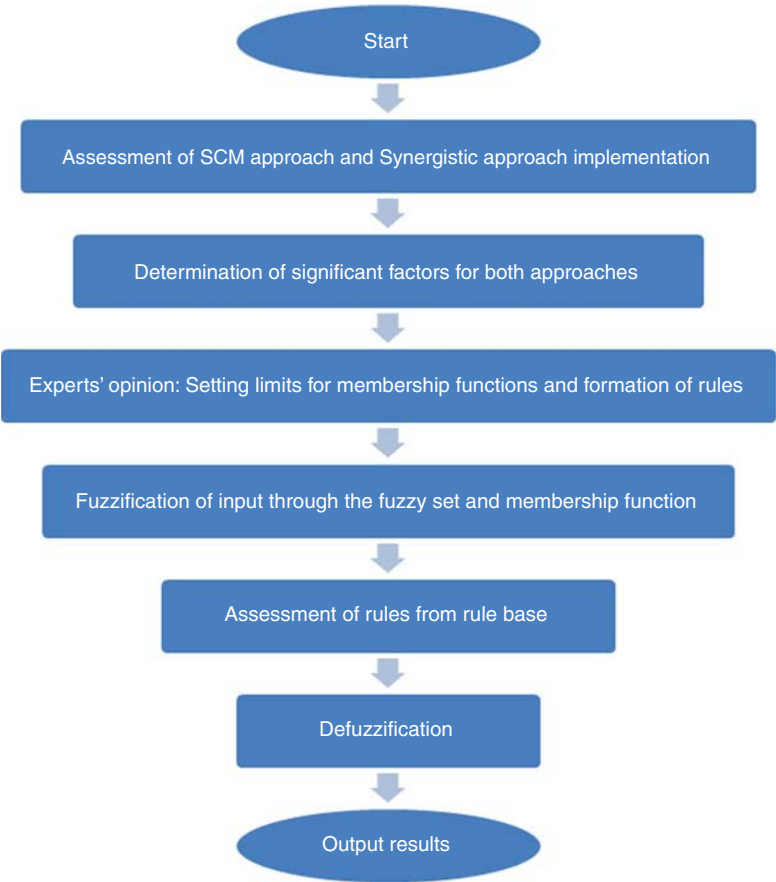 Start
Assessment of SCM approach and Synergistic approach implementation
Determination of significant factors for both approaches
Experts’ opinion: Setting limits for membership functions and formation of rules
Fuzzification of input through the fuzzy set and membership function
Assessment of rules from rule base
Defuzzification
Output results